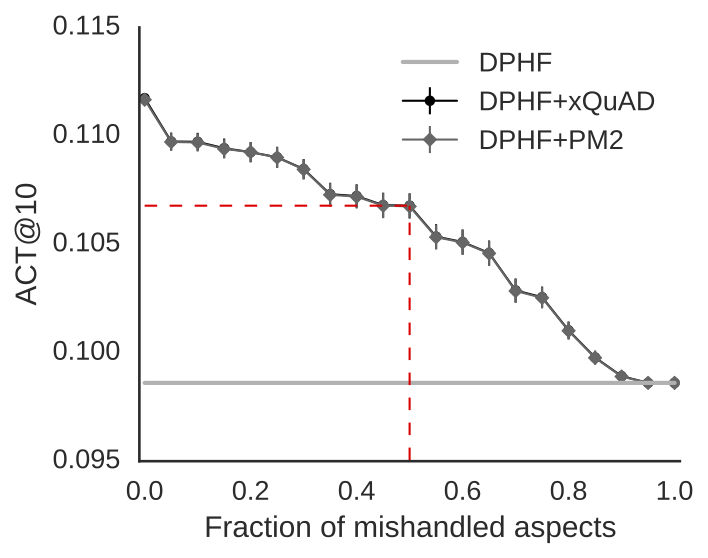 0.115
0.110
0.105
0.100
0.095
ACT@10
DPHF
DPHF+xQuAD
DPHF+PM2
0.0 0.2 0.4 0.6 0.8 1.0
Fraction of mishandled aspects